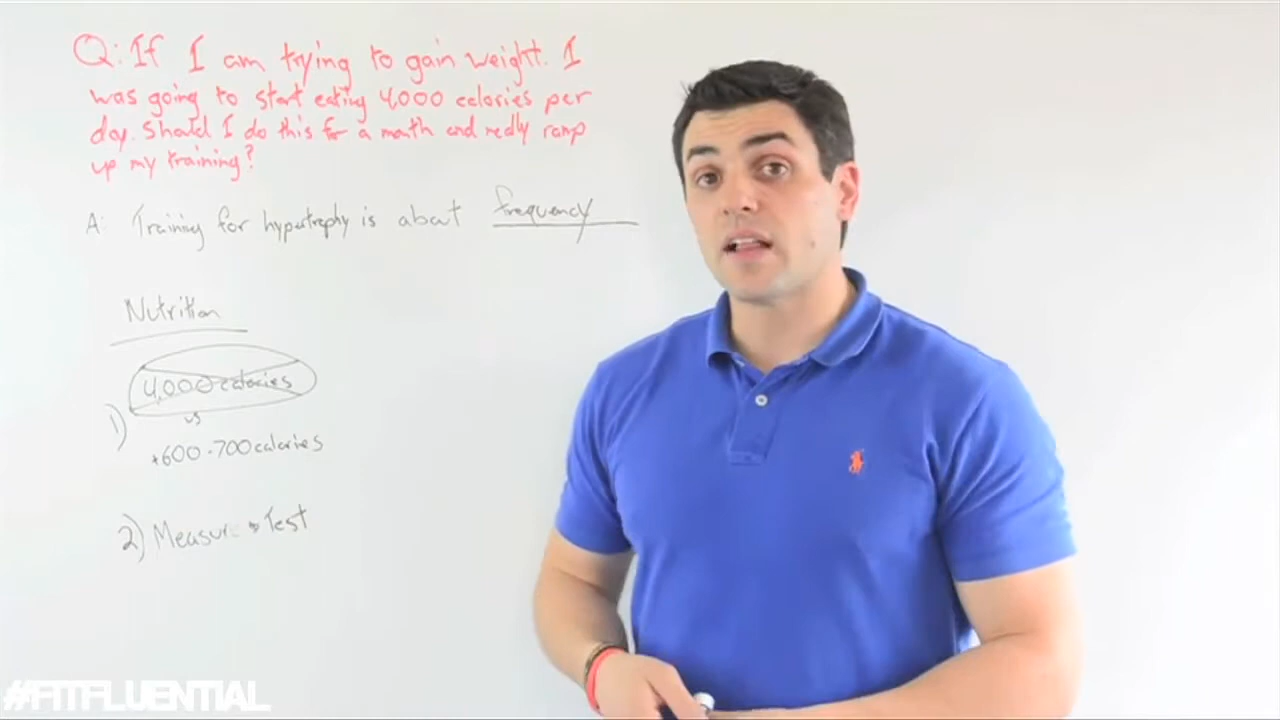 Q: If I am trying to gain weight. I
was going to start eating 4,000 calories per
day. Should I do this for a month and really ramp
up my training?
A: Training for hypertrophy is about frequency
Nutrition
4,000 calories
1)
vs
+600-700 calories
2) Measure + Test
#FITFLUENTIAL